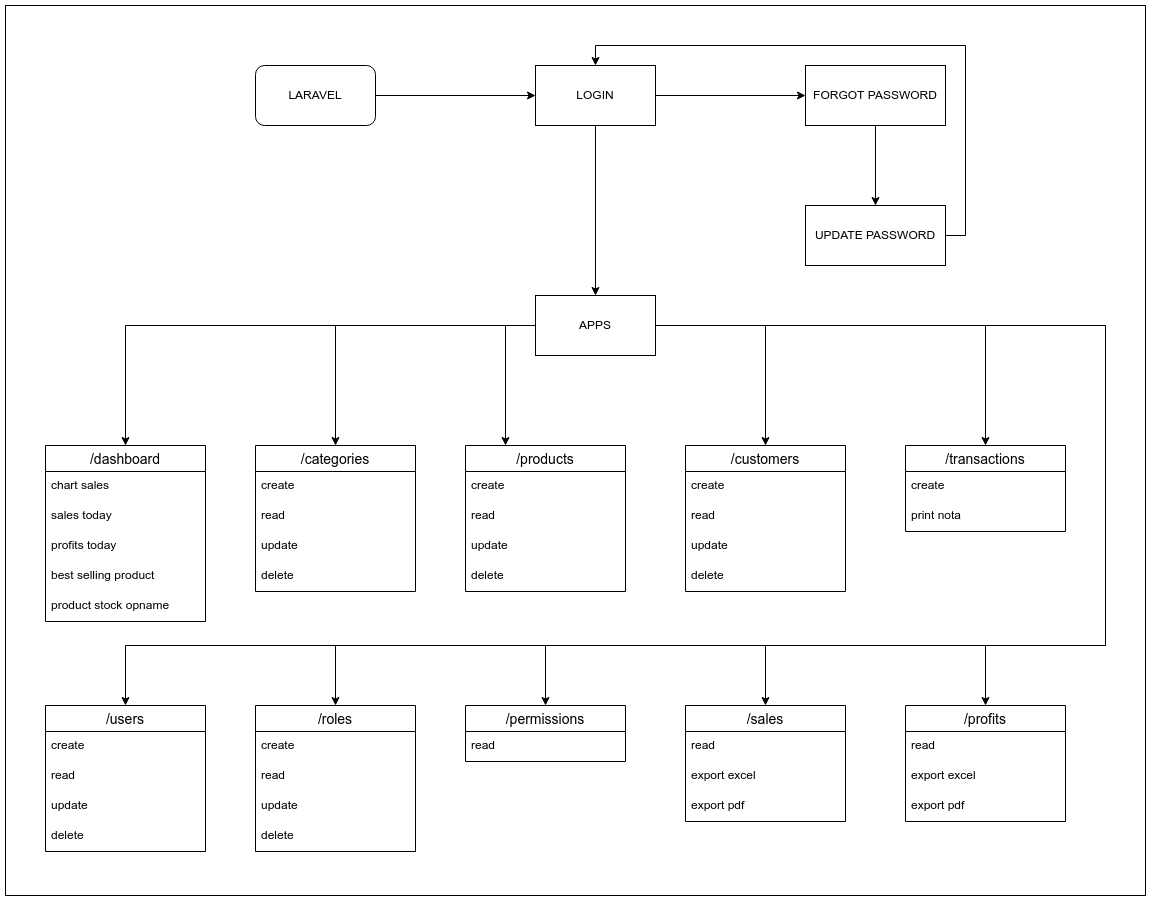 LARAVEL
LOGIN
FORGOT PASSWORD
UPDATE PASSWORD
APPS
/dashboard
chart sales
sales today
profits today
best selling product
product stock opname
/categories
create
read
update
delete
/products
create
read
update
delete
/customers
create
read
update
delete
/transactions
create
print nota
/users
create
read
update
delete
/roles
create
read
update
delete
/permissions
read
/sales
read
export excel
export pdf
/profits
read
export excel
export pdf